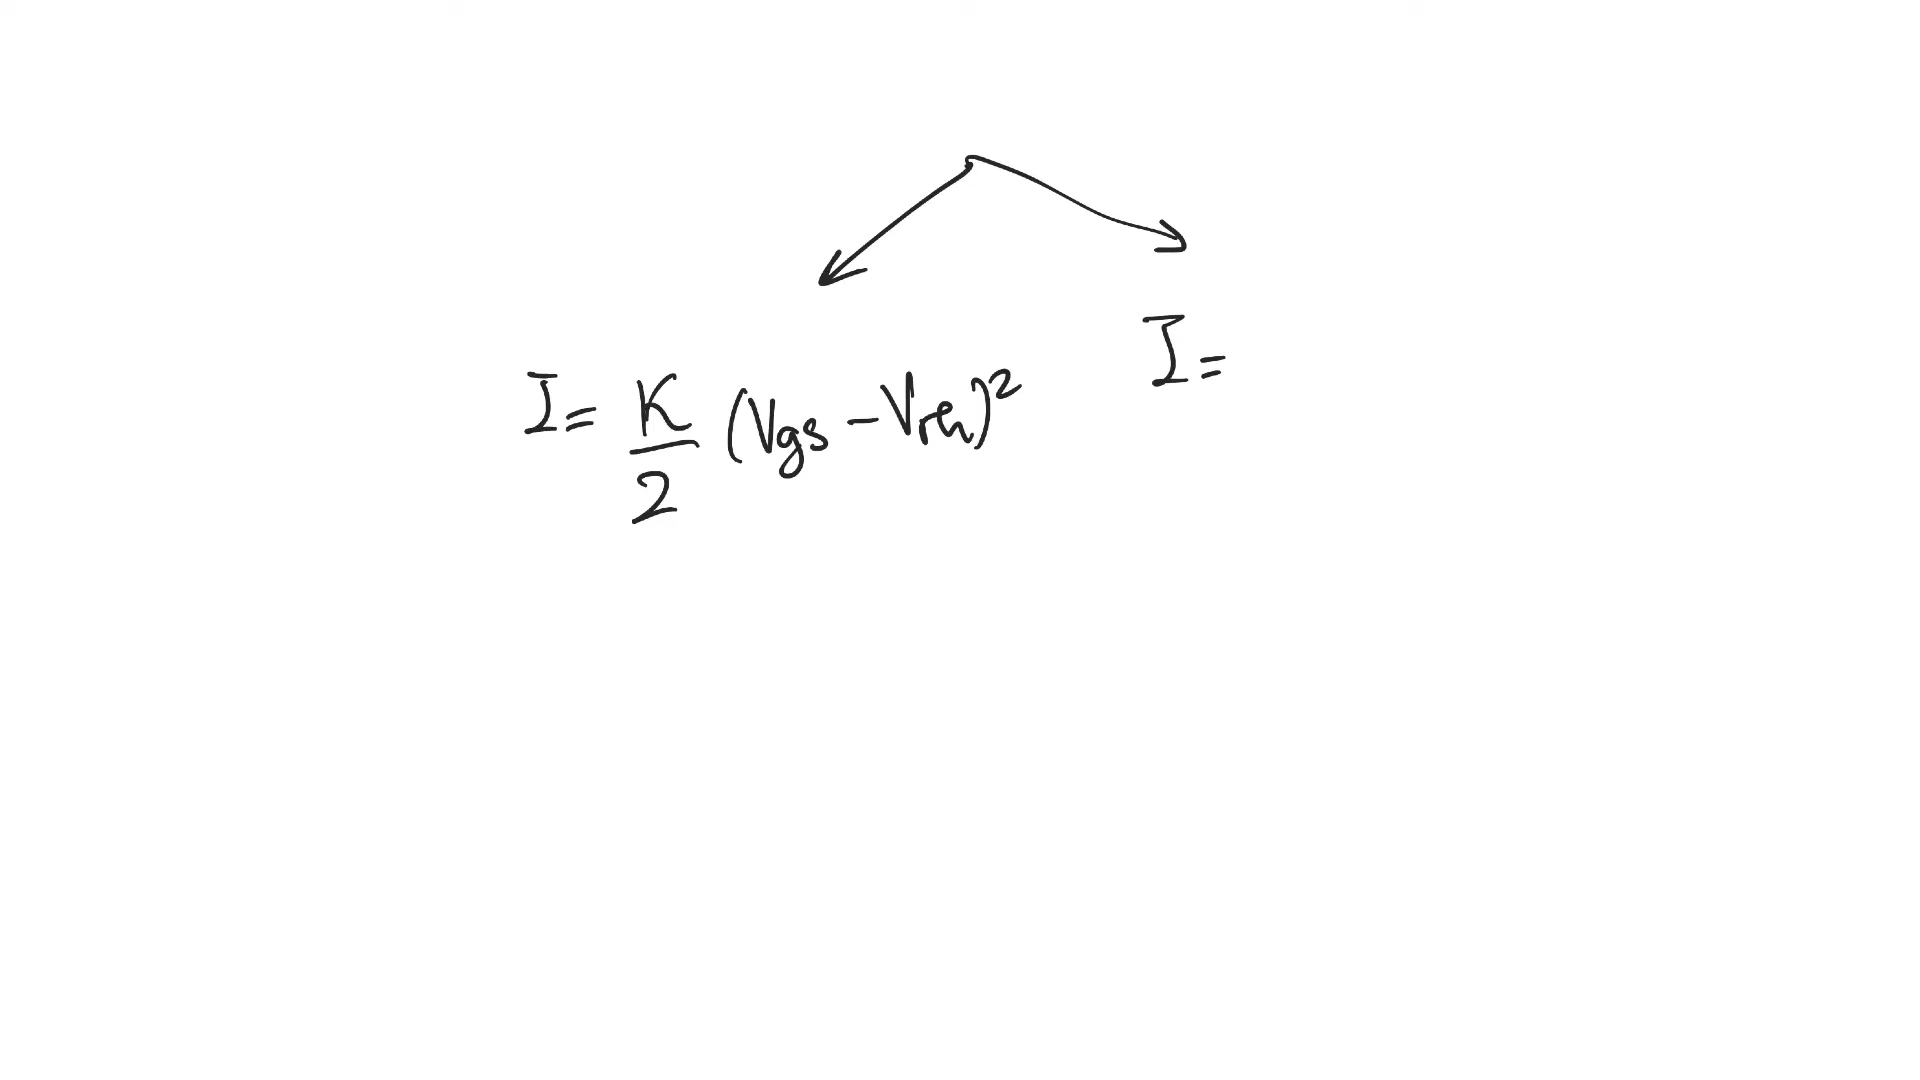 I = K/2 (Vgs - VTh)²
I =